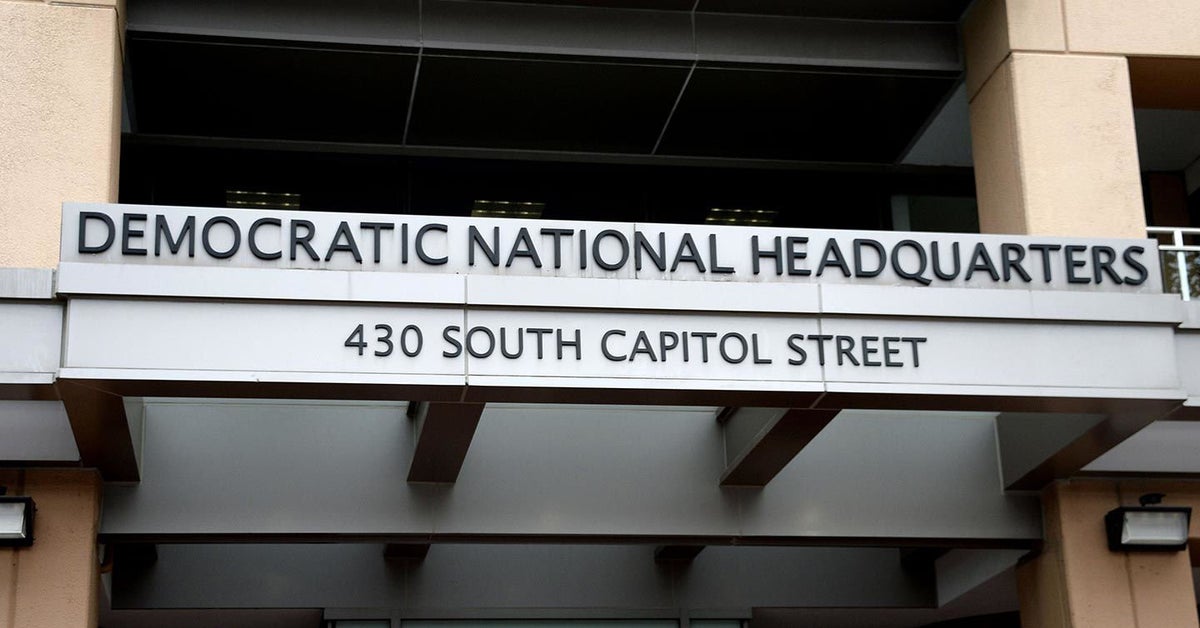 DEMOCRATIC NATIONAL HEADQUARTERS
430 SOUTH CAPITOL STREET